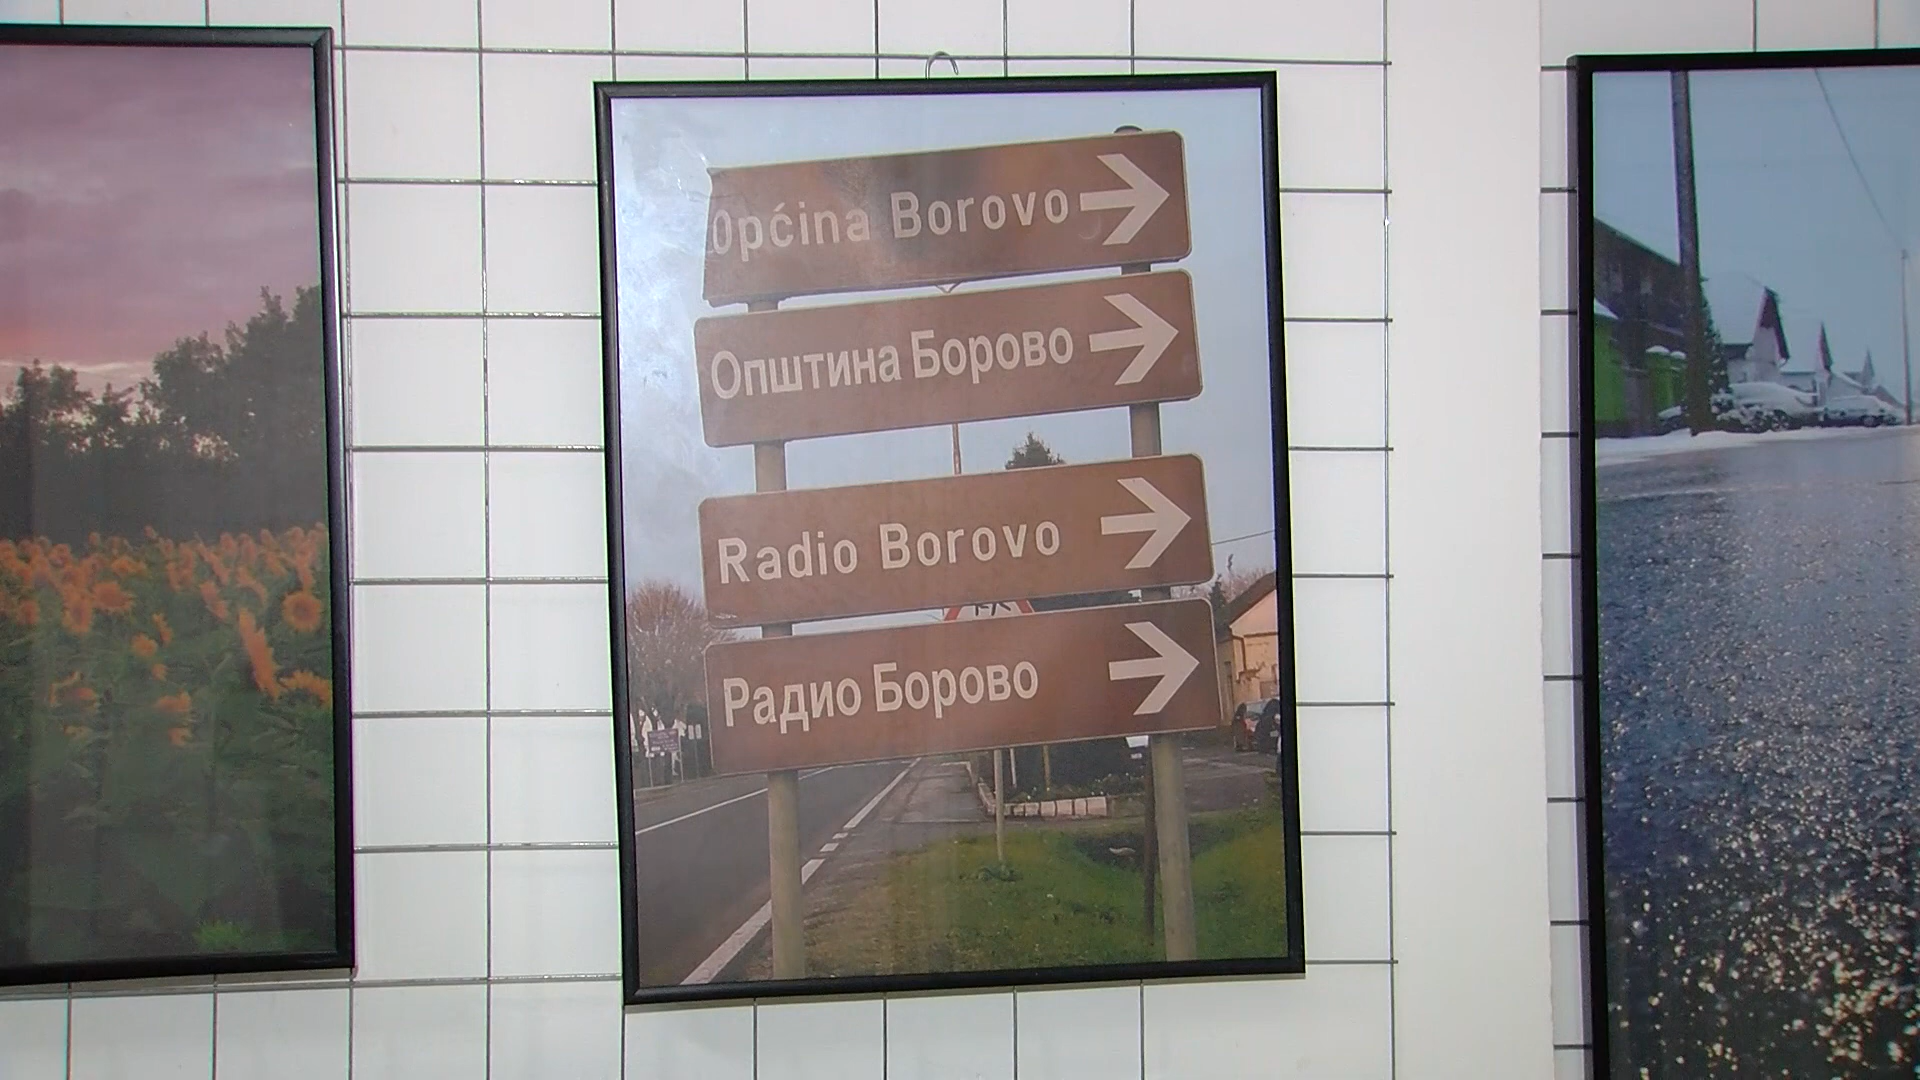 Općina Borovo
Општина Борово
Radio Borovo
Радио Борово